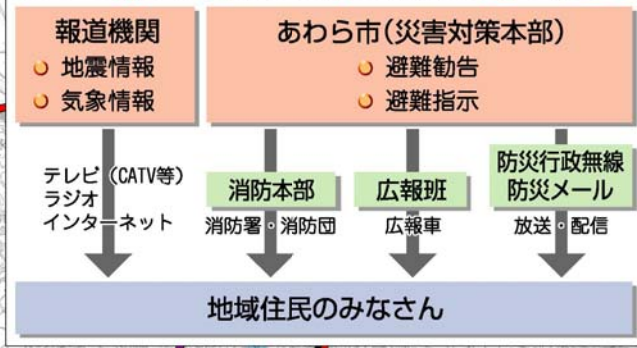 報道機関
地震情報
気象情報
あわら市(災害対策本部)
避難勧告
避難指示
テレビ(CATV等)
ラジオ
インターネット
消防本部
消防署・消防団
広報班
広報車
防災行政無線
防災メール
放送・配信
地域住民のみなさん